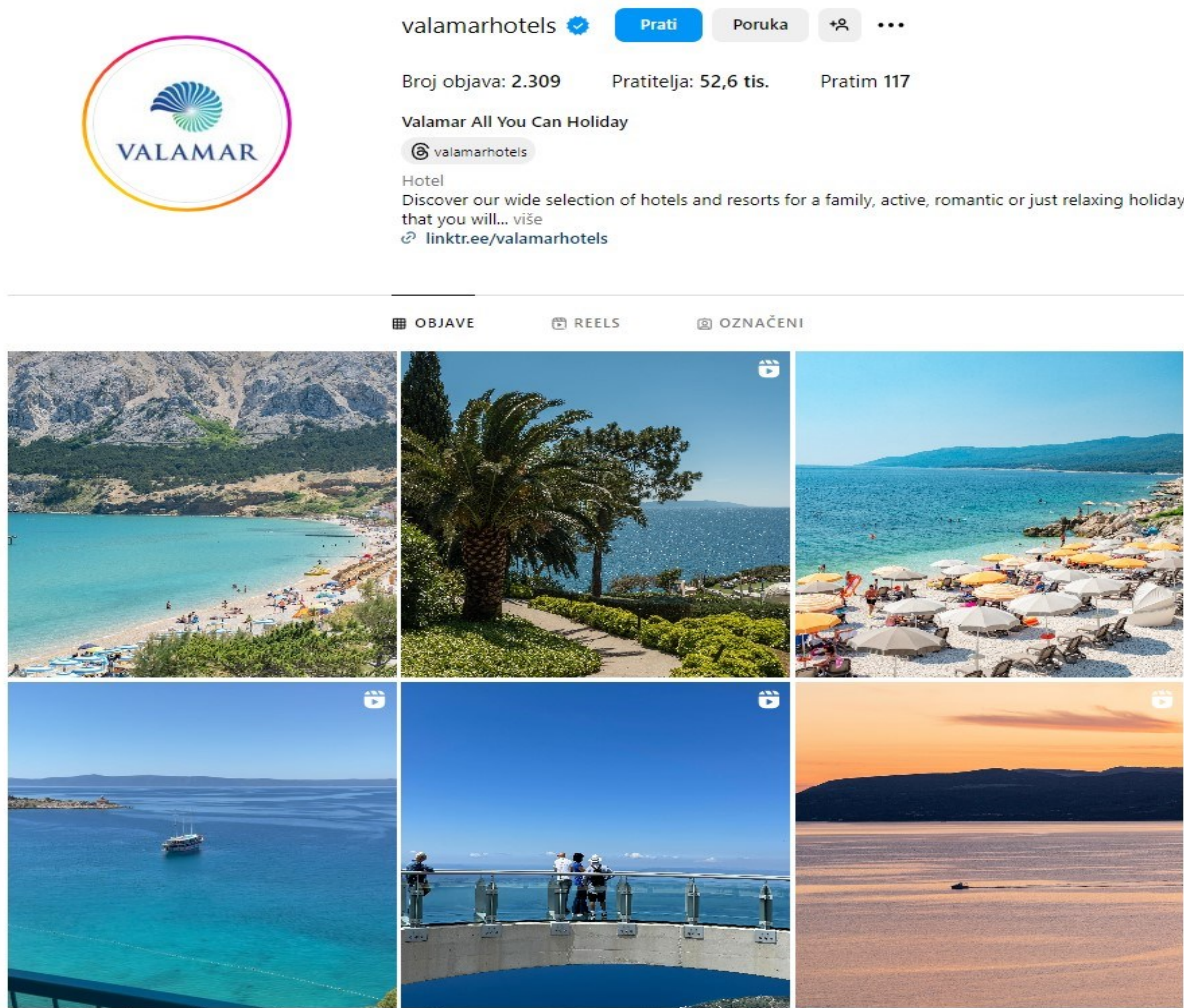 valamarhotels
Prati
Poruka
Broj objava: 2.309
Pratitelja: 52,6 tis.
Pratim 117
VALAMAR
Valamar All You Can Holiday
valamarhotels
Hotel
Discover our wide selection of hotels and resorts for a family, active, romantic or just relaxing holiday
that you will... više
linktr.ee/valamarhotels
OBJAVE
REELS
OZNAČENI